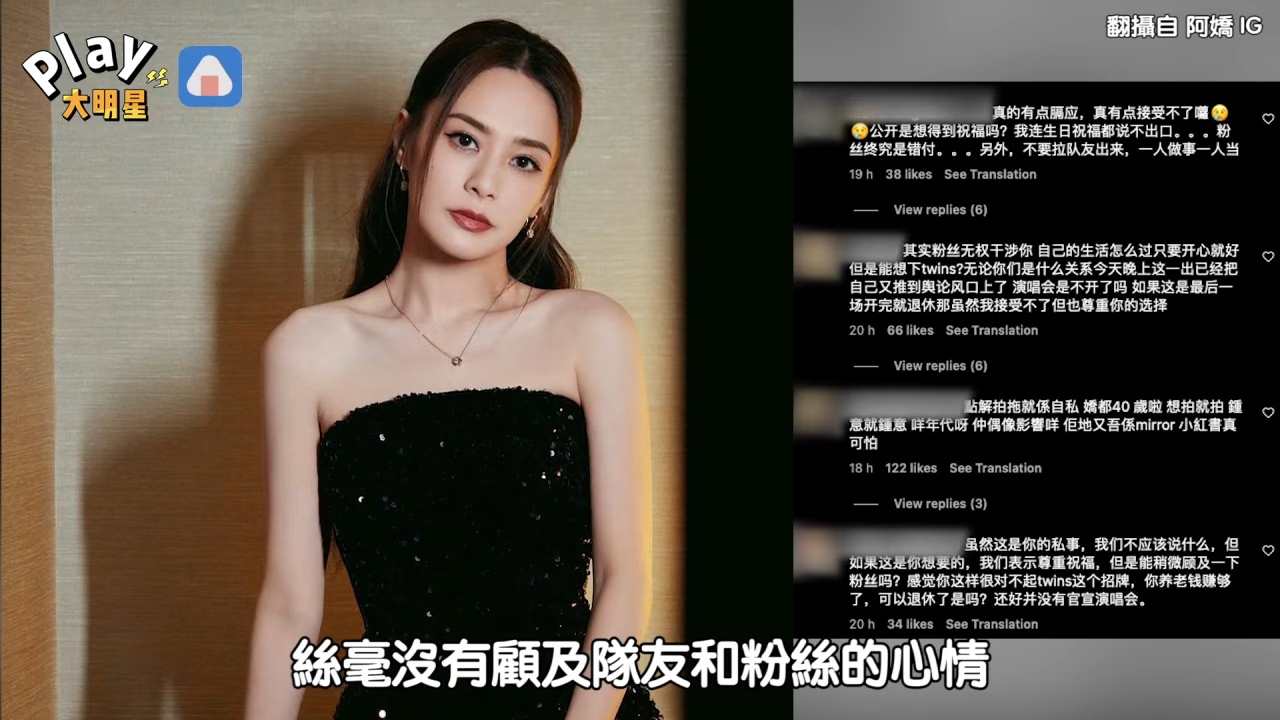 Play
大明星
翻攝自 阿嬌 IG
真的有点膈应，真有点接受不了囖😢
😢公开是想得到祝福吗？我连生日祝福都说不出口。。。粉
丝终究是错付。。。另外，不要拉队友出来，一人做事一人当
19 h 38 likes See Translation
View replies (6)
其实粉丝无权干涉你 自己的生活怎么过只要开心就好
但是能想下twins?无论你们是什么关系今天晚上这一出已经把
自己又推到舆论风口上了 演唱会是不开了吗 如果这是最后一
场开完就退休那虽然我接受不了但也尊重你的选择
20 h 66 likes See Translation
View replies (6)
點解拍拖就係自私 嬌都40 歲啦 想拍就拍 鍾
意就鍾意 咩年代呀 仲偶像影響咩 佢地又吾係mirror 小紅書真
可怕
18 h 122 likes See Translation
View replies (3)
虽然这是你的私事，我们不应该说什么，但
如果这是你想要的，我们表示尊重祝福，但是能稍微顾及一下
粉丝吗？感觉你这样很对不起twins这个招牌，你养老钱赚够
了，可以退休了是吗？还好并没有官宣演唱会。
20 h 34 likes See Translation
絲毫沒有顧及隊友和粉絲的心情